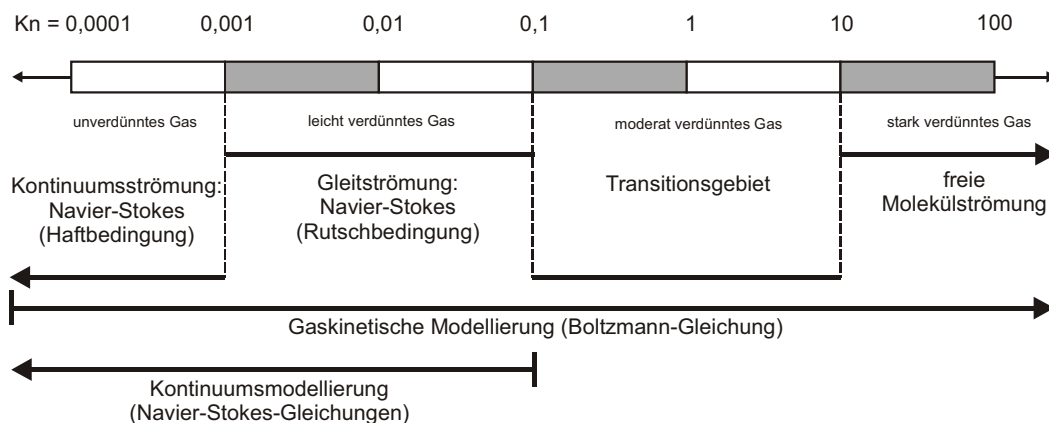 Kn = 0,0001 0,001 0,01 0,1 1 10 100
unverdünntes Gas leicht verdünntes Gas moderat verdünntes Gas stark verdünntes Gas
Kontinuumsströmung:
Navier-Stokes
(Haftbedingung)
Gleitströmung:
Navier-Stokes
(Rutschbedingung)
Transitionsgebiet
freie
Molekülströmung
Gaskinetische Modellierung (Boltzmann-Gleichung)
Kontinuumsmodellierung
(Navier-Stokes-Gleichungen)